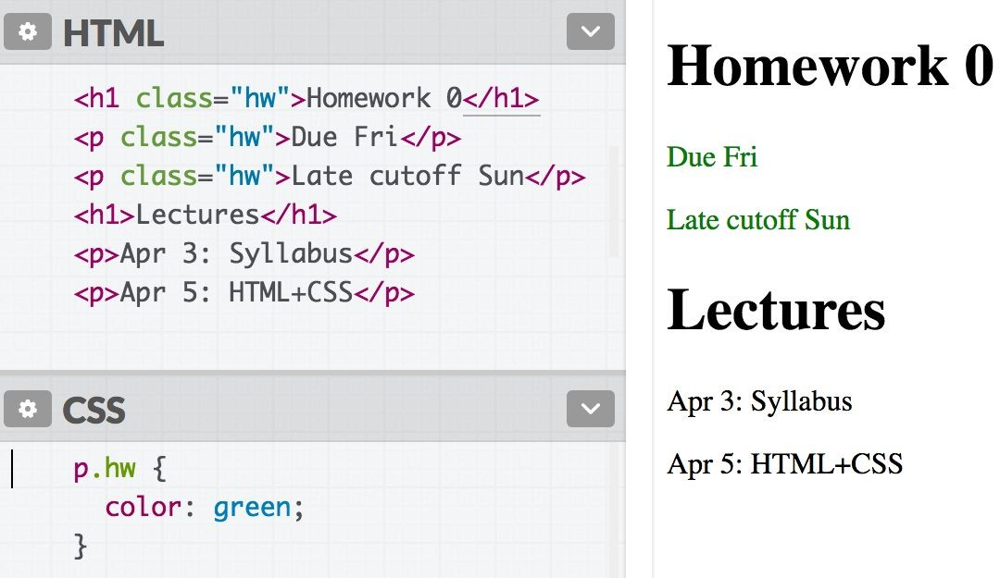 HTML
<h1 class="hw">Homework 0</h1>
<p class="hw">Due Fri</p>
<p class="hw">Late cutoff Sun</p>
<h1>Lectures</h1>
<p>Apr 3: Syllabus</p>
<p>Apr 5: HTML+CSS</p>
CSS
p.hw {
  color: green;
}
Homework 0
Due Fri
Late cutoff Sun
Lectures
Apr 3: Syllabus
Apr 5: HTML+CSS